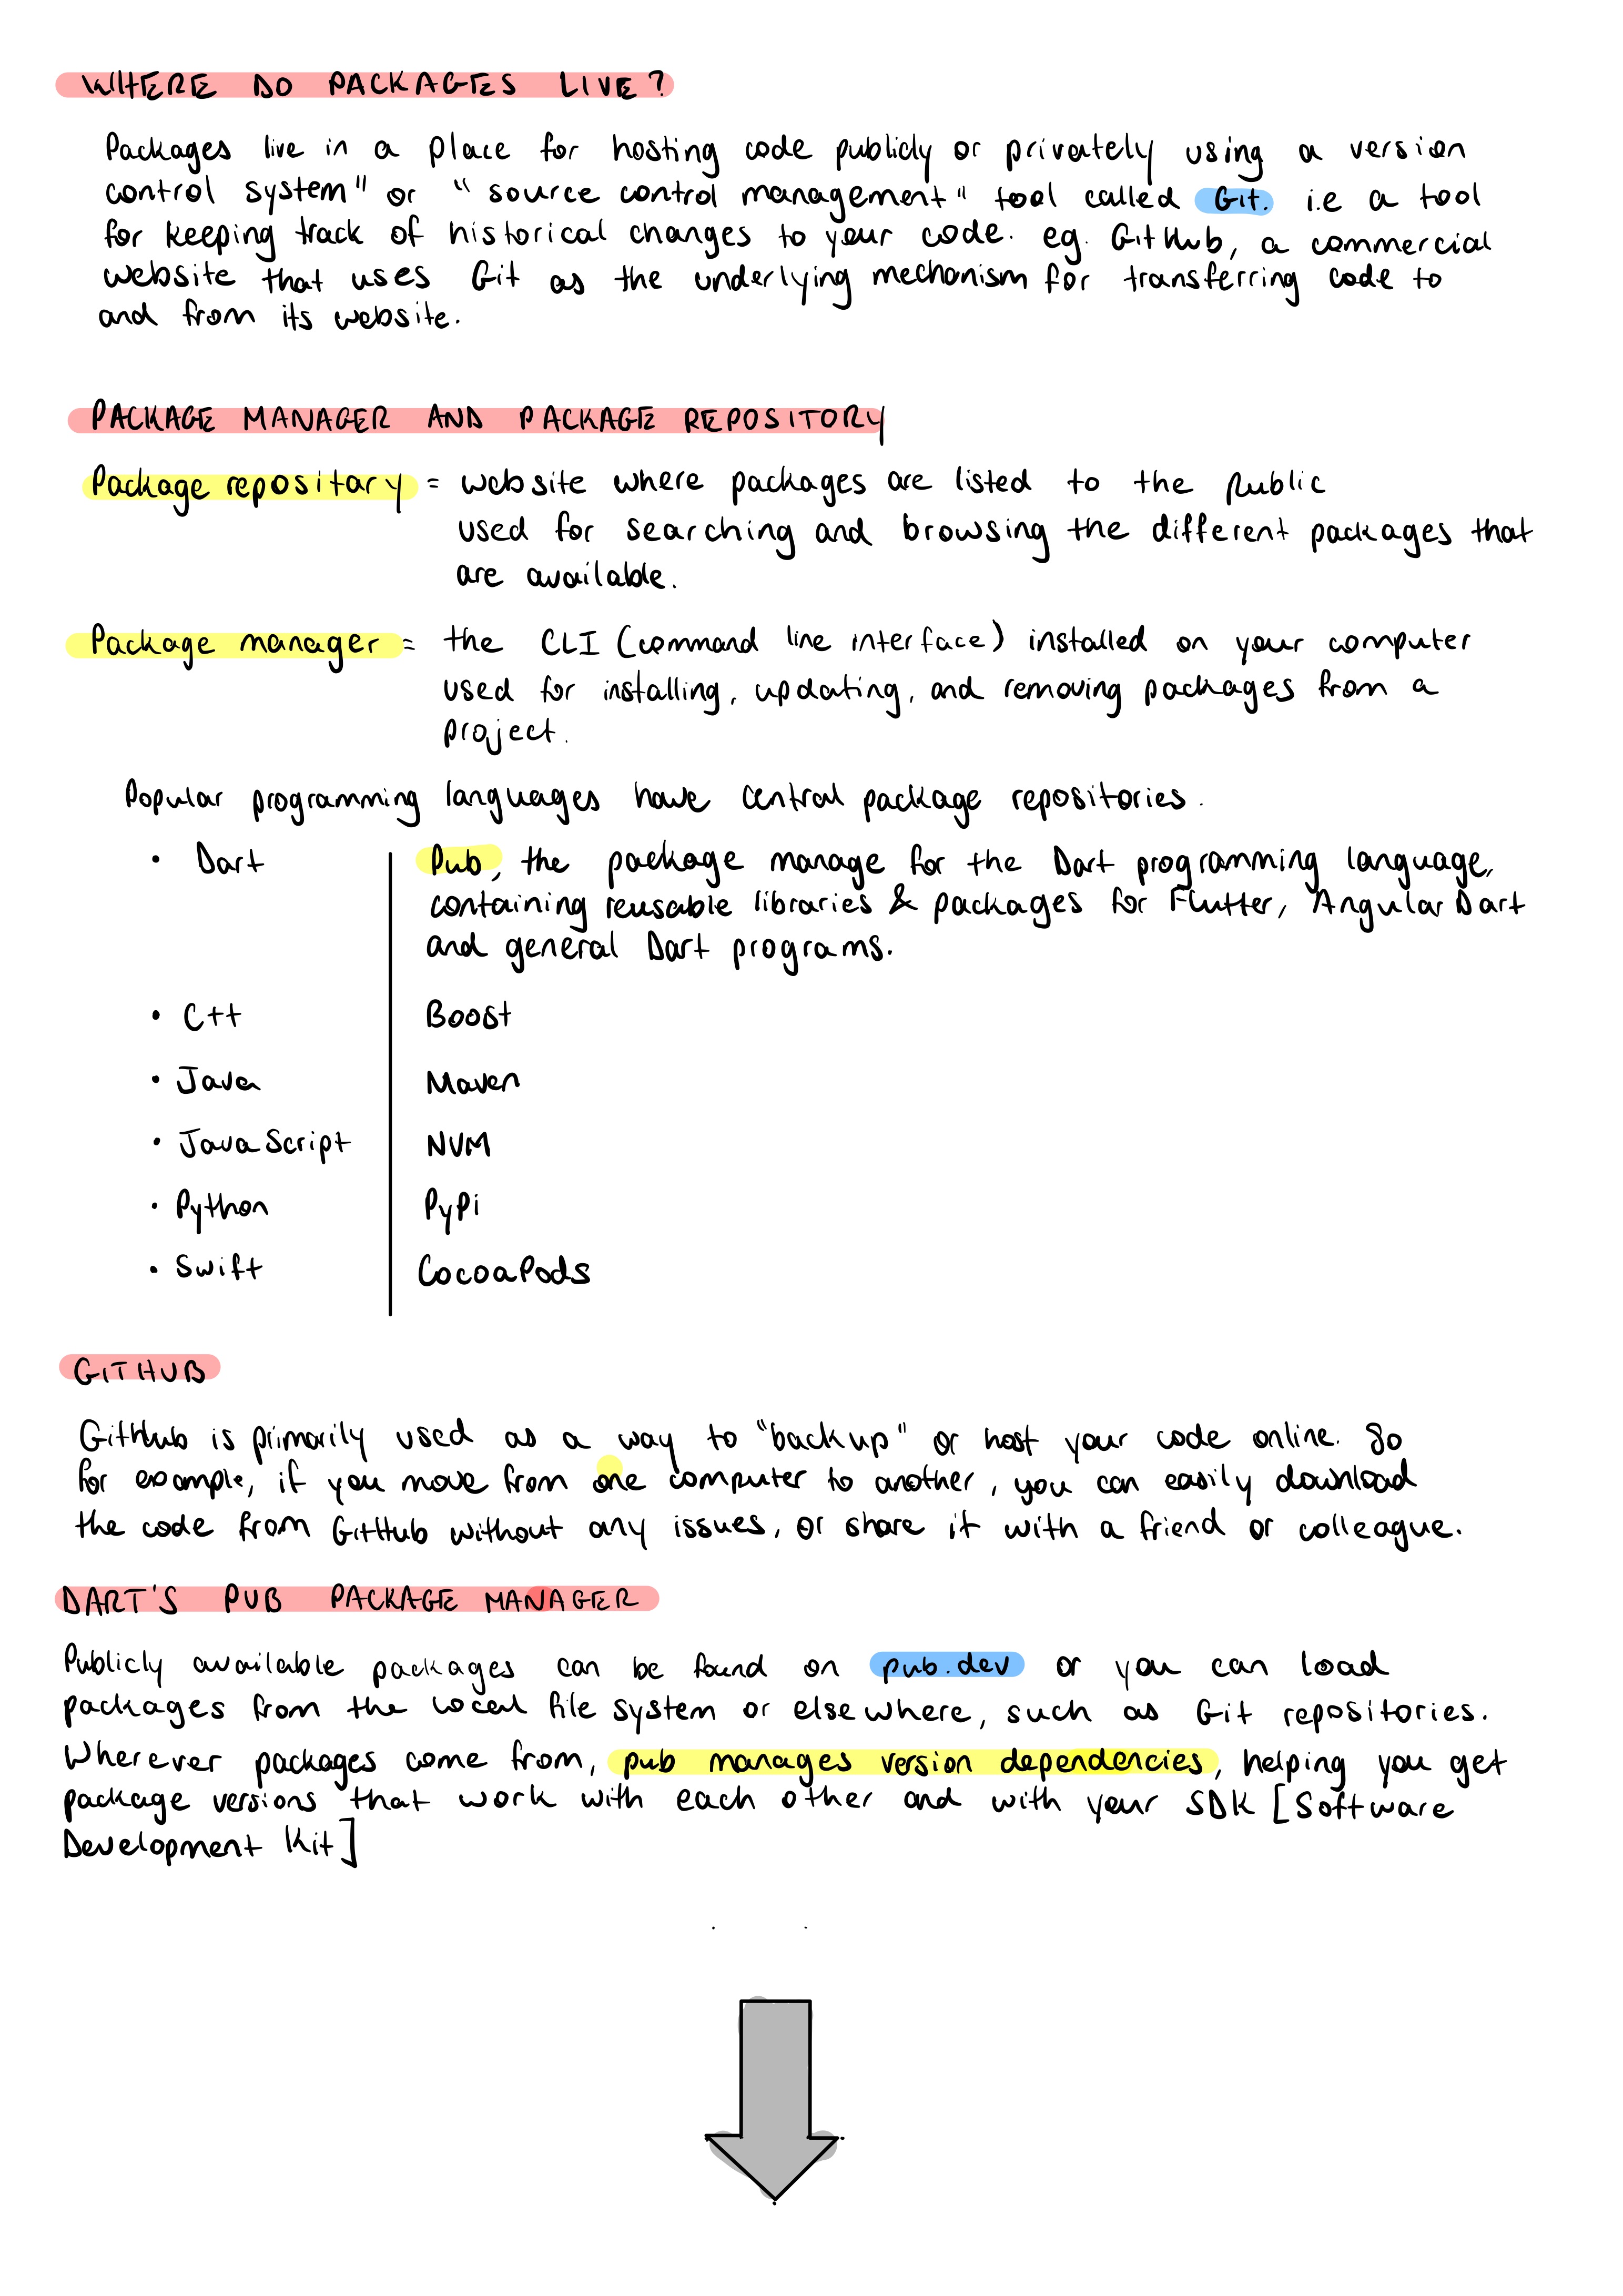 WHERE DO PACKAGES LIVE?
Packages live in a place for hosting code publicly or privately using a version
control system" or "source control management" tool called Git. i.e a tool
for keeping track of historical changes to your code. eg. GitHub, a commercial
website that uses Git as the underlying mechanism for transferring code to
and from its website.
PACKAGE MANAGER AND PACKAGE REPOSITORY
Package repositary = website where packages are listed to the public
used for searching and browsing the different packages that
are available.
Package manager = the CLI (command line interface) installed on your computer
used for installing, updating, and removing packages from a
project.
Popular programming languages have central package repositories.
• Dart Pub, the package manage for the Dart programming language,
containing reusable libraries & packages for Flutter, Angular Dart
and general Dart programs.
• C++ Boost
• Java Maven
• JavaScript NVM
• Python PyPi
• Swift CocoaPods
GITHUB
GitHub is primarily used as a way to "backup" or host your code online. So
for example, if you move from one computer to another, you can easily download
the code from GitHub without any issues, or share it with a friend or colleague.
DART'S PUB PACKAGE MANAGER
Publicly available packages can be found on pub.dev or you can load
packages from the local file system or elsewhere, such as Git repositories.
Wherever packages come from, pub manages version dependencies, helping you get
package versions that work with each other and with your SDK [Software
Development Kit]